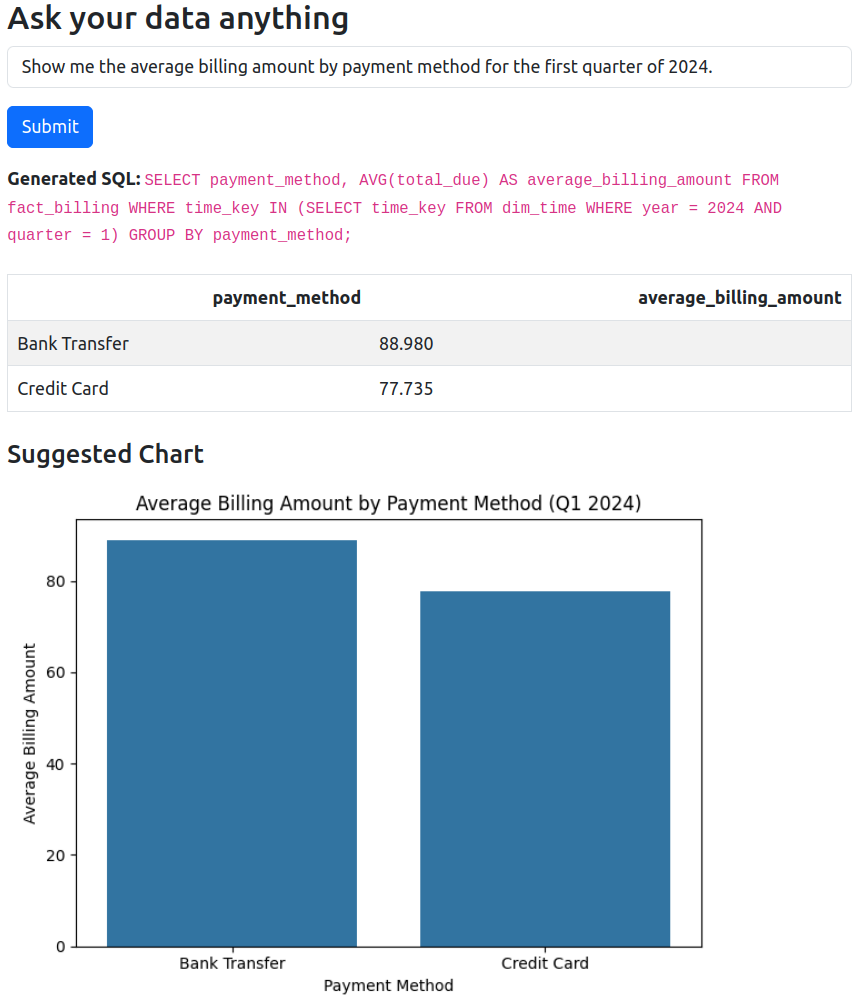 Ask your data anything
Show me the average billing amount by payment method for the first quarter of 2024.
Submit
Generated SQL: SELECT payment_method, AVG(total_due) AS average_billing_amount FROM
fact_billing WHERE time_key IN (SELECT time_key FROM dim_time WHERE year = 2024 AND
quarter = 1) GROUP BY payment_method;
payment_method average_billing_amount
Bank Transfer 88.980
Credit Card 77.735
Suggested Chart
Average Billing Amount by Payment Method (Q1 2024)
80
60
40
20
0
Average Billing Amount
Bank Transfer Credit Card
Payment Method